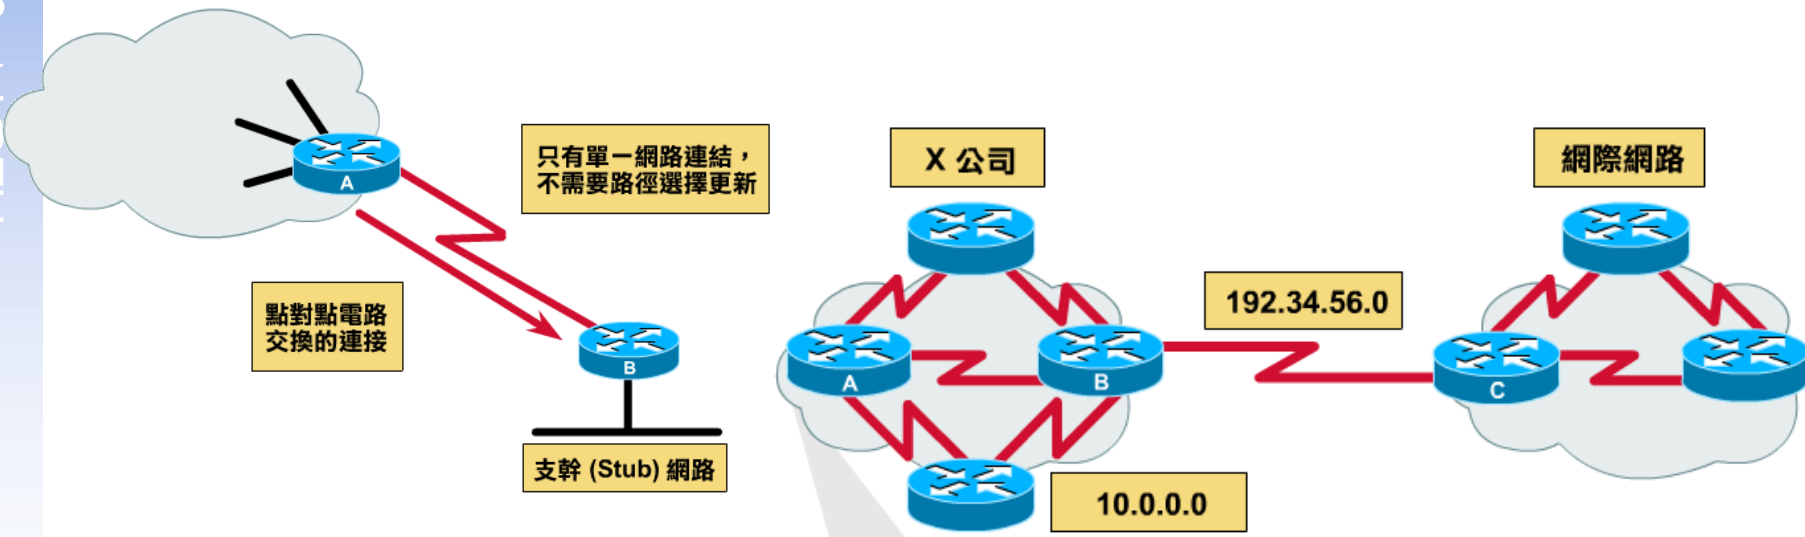 A
只有單一網路連結，
不需要路徑選擇更新
點對點電路
交換的連接
B
支幹 (Stub) 網路
X 公司
網際網路
192.34.56.0
A
B
C
10.0.0.0